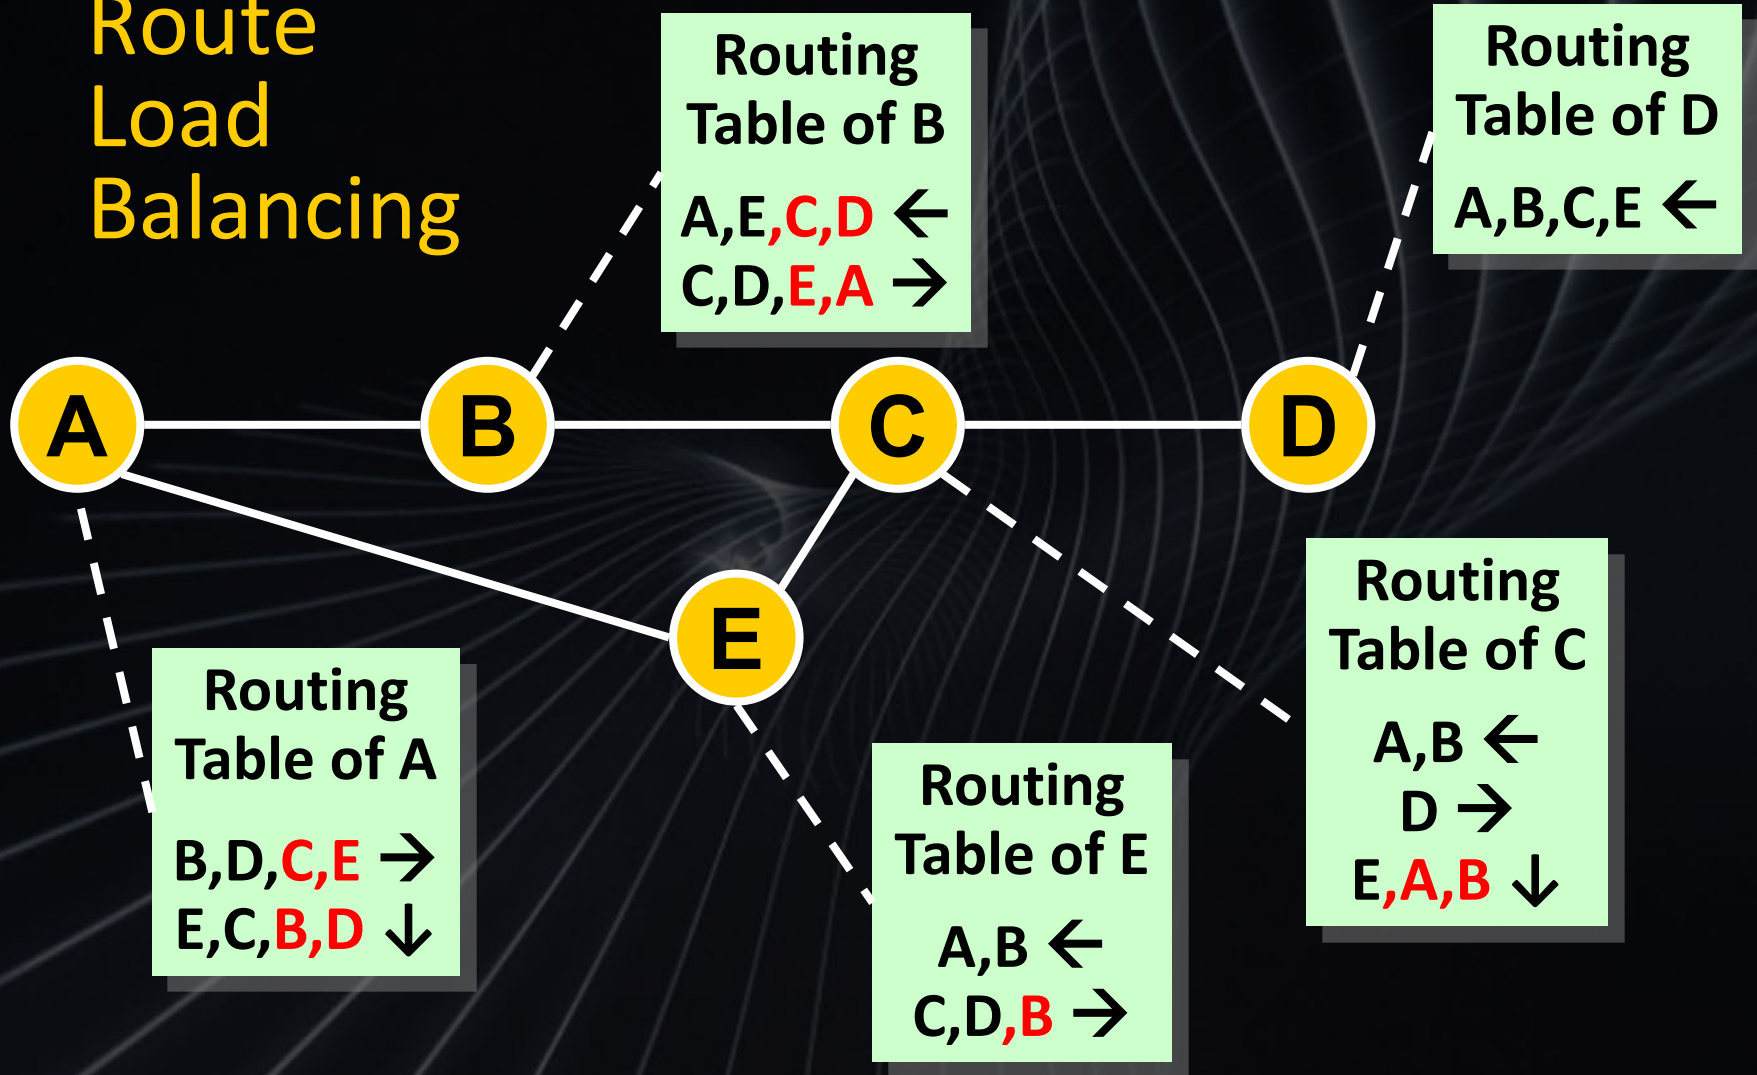 Route
Load
Balancing
Routing
Table of B
A,E,C,D ←
C,D,E,A →
Routing
Table of D
A,B,C,E ←
A
B
C
D
E
Routing
Table of A
B,D,C,E →
E,C,B,D ↓
Routing
Table of E
A,B ←
C,D,B →
Routing
Table of C
A,B ←
D →
E,A,B ↓